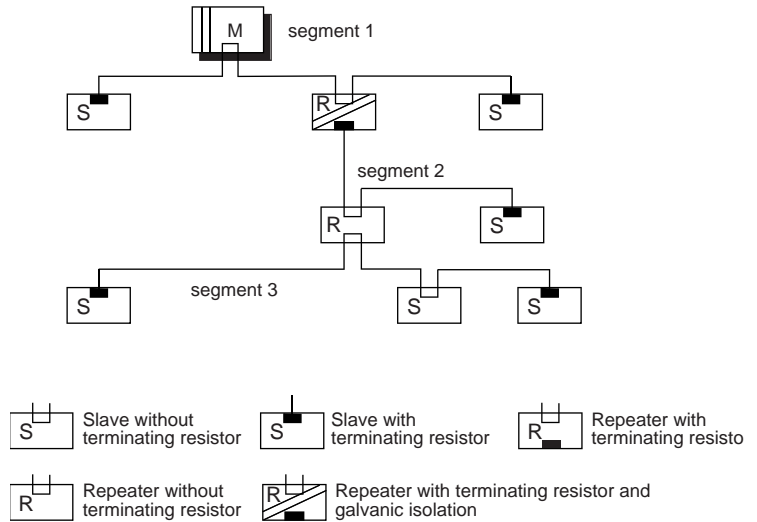 M
segment 1
S
R
S
segment 2
R
S
segment 3
S
S
S
S
Slave without
terminating resistor
S
Slave with
terminating resistor
R
Repeater with
terminating resisto
R
Repeater without
terminating resistor
R
Repeater with terminating resistor and
galvanic isolation